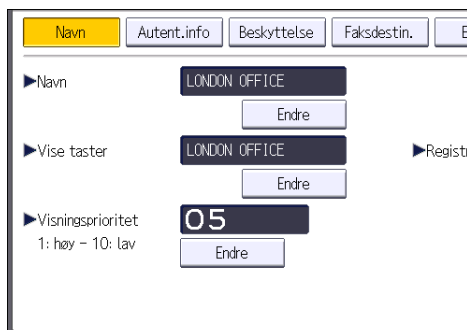 Navn Autent.info Beskyttelse Faksdestin.
▶Navn LONDON OFFICE
Endre
▶Vise taster LONDON OFFICE
Endre
▶Visningsprioritet 05
1: høy - 10: lav Endre